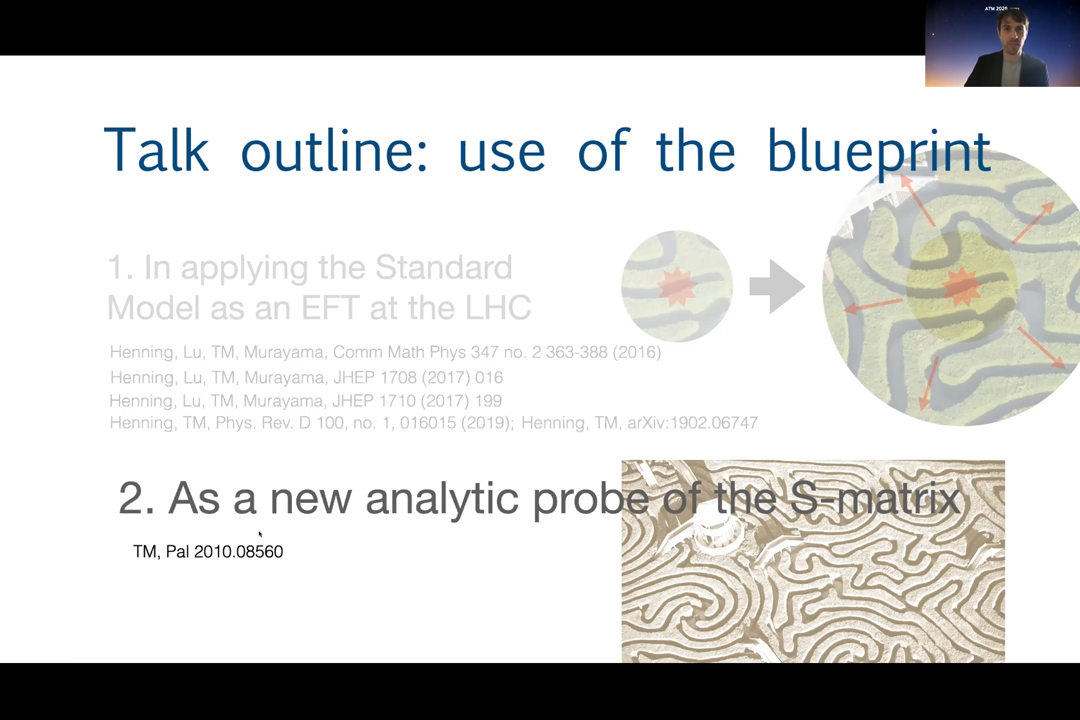 ATM 2020
Talk outline: use of the blueprint
1. In applying the Standard
Model as an EFT at the LHC
Henning, Lu, TM, Murayama, Comm Math Phys 347 no. 2 363-388 (2016)
Henning, Lu, TM, Murayama, JHEP 1708 (2017) 016
Henning, Lu, TM, Murayama, JHEP 1710 (2017) 199
Henning, TM, Phys. Rev. D 100, no. 1, 016015 (2019); Henning, TM, arXiv:1902.06747
2. As a new analytic probe of the S-matrix
TM, Pal 2010.08560